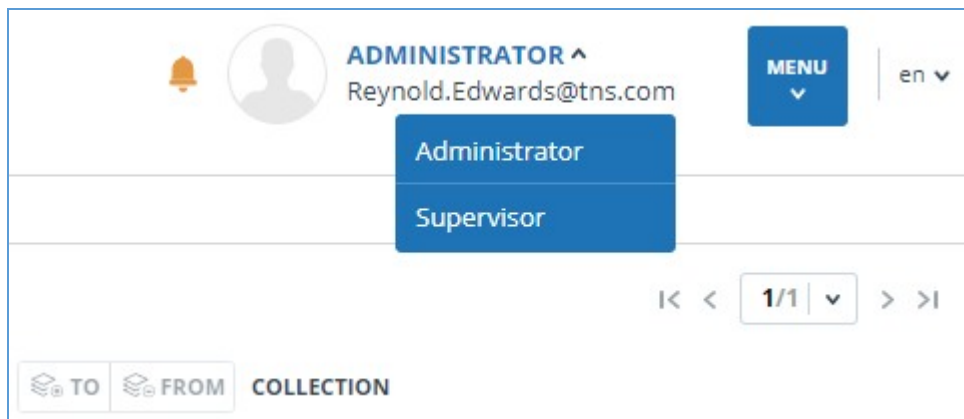 ADMINISTRATOR
Reynold.Edwards@tns.com
MENU
en
Administrator
Supervisor
1/1
TO
FROM
COLLECTION